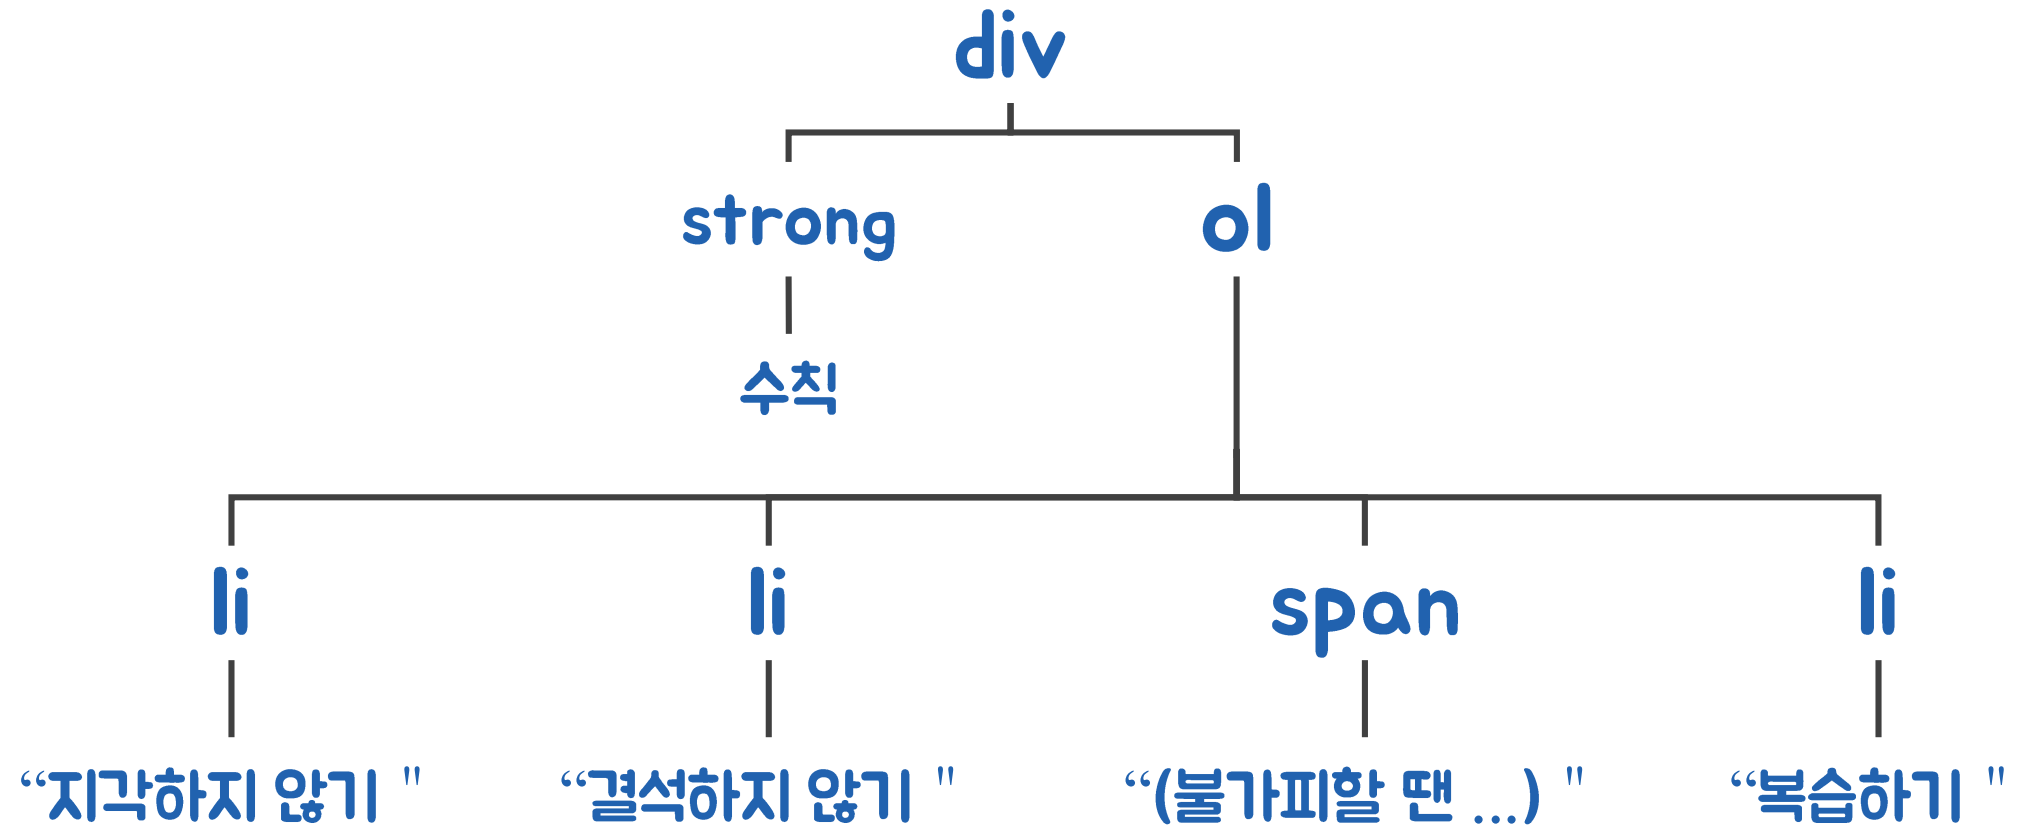 div
strong ol
수칙
li li span li
“지각하지 않기 " “결석하지 않기 " “(불가피할 땐 ...) " “복습하기 "